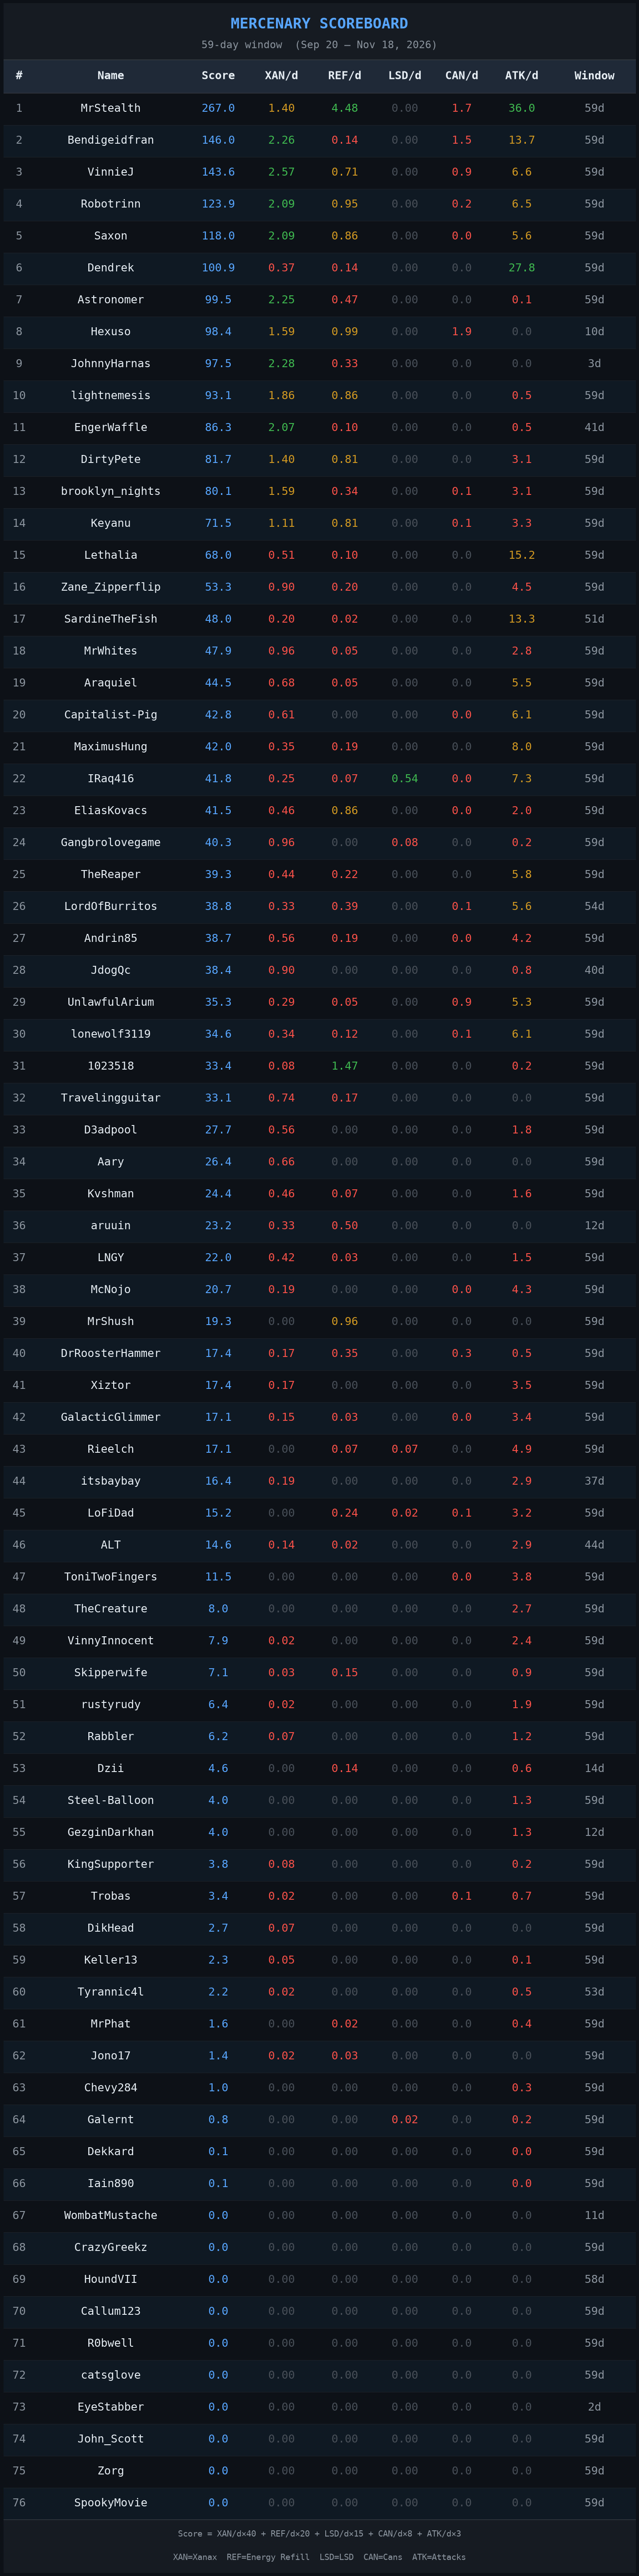 MERCENARY SCOREBOARD
59-day window (Sep 20 — Nov 18, 2026)
# Name Score XAN/d REF/d LSD/d CAN/d ATK/d Window
1 MrStealth 267.0 1.40 4.48 0.00 1.7 36.0 59d
2 Bendigeidfran 146.0 2.26 0.14 0.00 1.5 13.7 59d
3 VinnieJ 143.6 2.57 0.71 0.00 0.9 6.6 59d
4 Robotrinn 123.9 2.09 0.95 0.00 0.2 6.5 59d
5 Saxon 118.0 2.09 0.86 0.00 0.0 5.6 59d
6 Dendrek 100.9 0.37 0.14 0.00 0.0 27.8 59d
7 Astronomer 99.5 2.25 0.47 0.00 0.0 0.1 59d
8 Hexuso 98.4 1.59 0.99 0.00 1.9 0.0 10d
9 JohnnyHarnas 97.5 2.28 0.33 0.00 0.0 0.0 3d
10 lightnemesis 93.1 1.86 0.86 0.00 0.0 0.5 59d
11 EngerWaffle 86.3 2.07 0.10 0.00 0.0 0.5 41d
12 DirtyPete 81.7 1.40 0.81 0.00 0.0 3.1 59d
13 brooklyn_nights 80.1 1.59 0.34 0.00 0.1 3.1 59d
14 Keyanu 71.5 1.11 0.81 0.00 0.1 3.3 59d
15 Lethalia 68.0 0.51 0.10 0.00 0.0 15.2 59d
16 Zane_Zipperflip 53.3 0.90 0.20 0.00 0.0 4.5 59d
17 SardineTheFish 48.0 0.20 0.02 0.00 0.0 13.3 51d
18 MrWhites 47.9 0.96 0.05 0.00 0.0 2.8 59d
19 Araquiel 44.5 0.68 0.05 0.00 0.0 5.5 59d
20 Capitalist-Pig 42.8 0.61 0.00 0.00 0.0 6.1 59d
21 MaximusHung 42.0 0.35 0.19 0.00 0.0 8.0 59d
22 IRaq416 41.8 0.25 0.07 0.54 0.0 7.3 59d
23 EliasKovacs 41.5 0.46 0.86 0.00 0.0 2.0 59d
24 Gangbrolovegame 40.3 0.96 0.00 0.08 0.0 0.2 59d
25 TheReaper 39.3 0.44 0.22 0.00 0.0 5.8 59d
26 LordOfBurritos 38.8 0.33 0.39 0.00 0.1 5.6 54d
27 Andrin85 38.7 0.56 0.19 0.00 0.0 4.2 59d
28 JdogQc 38.4 0.90 0.00 0.00 0.0 0.8 40d
29 UnlawfulArium 35.3 0.29 0.05 0.00 0.9 5.3 59d
30 lonewolf3119 34.6 0.34 0.12 0.00 0.1 6.1 59d
31 1023518 33.4 0.08 1.47 0.00 0.0 0.2 59d
32 Travelingguitar 33.1 0.74 0.17 0.00 0.0 0.0 59d
33 D3adpool 27.7 0.56 0.00 0.00 0.0 1.8 59d
34 Aary 26.4 0.66 0.00 0.00 0.0 0.0 59d
35 Kvshman 24.4 0.46 0.07 0.00 0.0 1.6 59d
36 aruuin 23.2 0.33 0.50 0.00 0.0 0.0 12d
37 LNGY 22.0 0.42 0.03 0.00 0.0 1.5 59d
38 McNojo 20.7 0.19 0.00 0.00 0.0 4.3 59d
39 MrShush 19.3 0.00 0.96 0.00 0.0 0.0 59d
40 DrRoosterHammer 17.4 0.17 0.35 0.00 0.3 0.5 59d
41 Xiztor 17.4 0.17 0.00 0.00 0.0 3.5 59d
42 GalacticGlimmer 17.1 0.15 0.03 0.00 0.0 3.4 59d
43 Rieelch 17.1 0.00 0.07 0.07 0.0 4.9 59d
44 itsbaybay 16.4 0.19 0.00 0.00 0.0 2.9 37d
45 LoFiDad 15.2 0.00 0.24 0.02 0.1 3.2 59d
46 ALT 14.6 0.14 0.02 0.00 0.0 2.9 44d
47 ToniTwoFingers 11.5 0.00 0.00 0.00 0.0 3.8 59d
48 TheCreature 8.0 0.00 0.00 0.00 0.0 2.7 59d
49 VinnyInnocent 7.9 0.02 0.00 0.00 0.0 2.4 59d
50 Skipperwife 7.1 0.03 0.15 0.00 0.0 0.9 59d
51 rustyrudy 6.4 0.02 0.00 0.00 0.0 1.9 59d
52 Rabbler 6.2 0.07 0.00 0.00 0.0 1.2 59d
53 Dzii 4.6 0.00 0.14 0.00 0.0 0.6 14d
54 Steel-Balloon 4.0 0.00 0.00 0.00 0.0 1.3 59d
55 GezginDarkhan 4.0 0.00 0.00 0.00 0.0 1.3 12d
56 KingSupporter 3.8 0.08 0.00 0.00 0.0 0.2 59d
57 Trobas 3.4 0.02 0.00 0.00 0.1 0.7 59d
58 DikHead 2.7 0.07 0.00 0.00 0.0 0.0 59d
59 Keller13 2.3 0.05 0.00 0.00 0.0 0.1 59d
60 Tyrannic4l 2.2 0.02 0.00 0.00 0.0 0.5 53d
61 MrPhat 1.6 0.00 0.02 0.00 0.0 0.4 59d
62 Jono17 1.4 0.02 0.03 0.00 0.0 0.0 59d
63 Chevy284 1.0 0.00 0.00 0.00 0.0 0.3 59d
64 Galernt 0.8 0.00 0.00 0.02 0.0 0.2 59d
65 Dekkard 0.1 0.00 0.00 0.00 0.0 0.0 59d
66 Iain890 0.1 0.00 0.00 0.00 0.0 0.0 59d
67 WombatMustache 0.0 0.00 0.00 0.00 0.0 0.0 11d
68 CrazyGreekz 0.0 0.00 0.00 0.00 0.0 0.0 59d
69 HoundVII 0.0 0.00 0.00 0.00 0.0 0.0 58d
70 Callum123 0.0 0.00 0.00 0.00 0.0 0.0 59d
71 R0bwell 0.0 0.00 0.00 0.00 0.0 0.0 59d
72 catsglove 0.0 0.00 0.00 0.00 0.0 0.0 59d
73 EyeStabber 0.0 0.00 0.00 0.00 0.0 0.0 2d
74 John_Scott 0.0 0.00 0.00 0.00 0.0 0.0 59d
75 Zorg 0.0 0.00 0.00 0.00 0.0 0.0 59d
76 SpookyMovie 0.0 0.00 0.00 0.00 0.0 0.0 59d
Score = XAN/d×40 + REF/d×20 + LSD/d×15 + CAN/d×8 + ATK/d×3
XAN=Xanax REF=Energy Refill LSD=LSD CAN=Cans ATK=Attacks